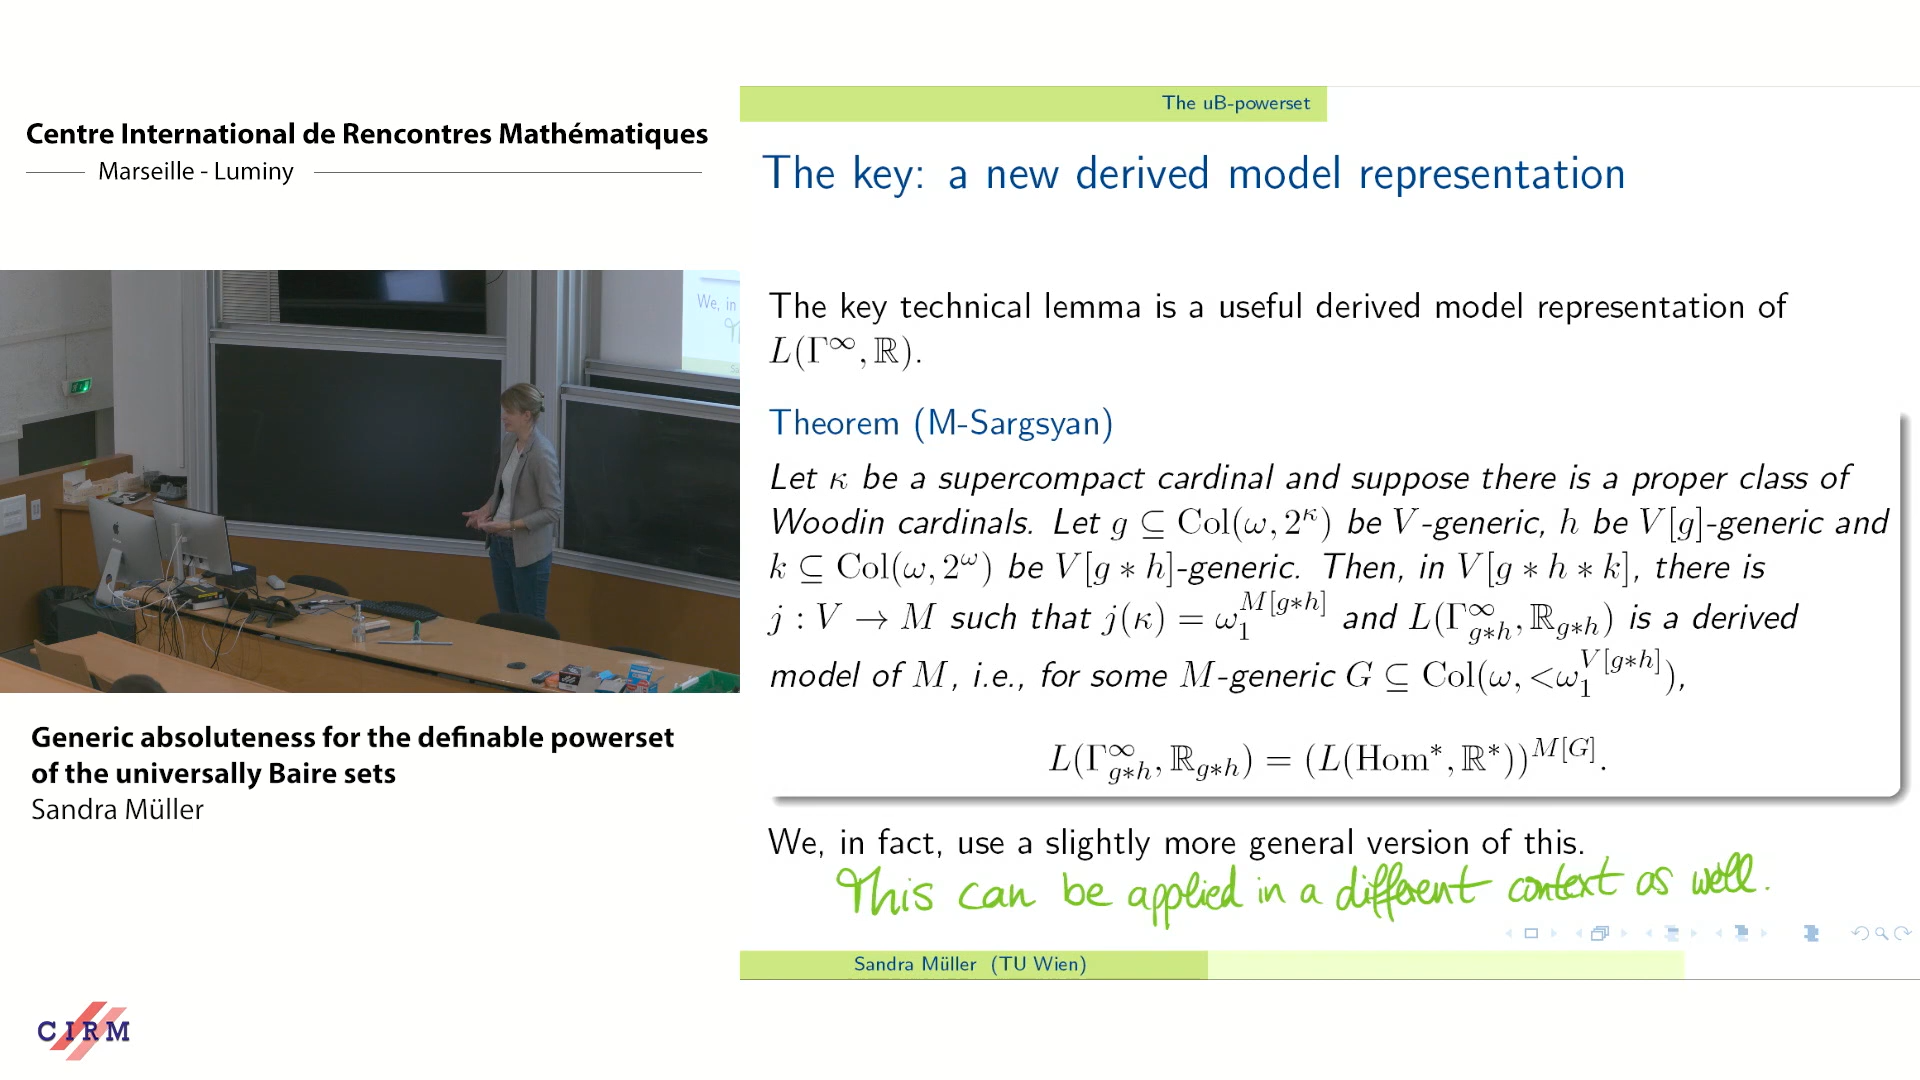 Centre International de Rencontres Mathématiques
Marseille - Luminy
We, in
Generic absoluteness for the definable powerset
of the universally Baire sets
Sandra Müller
CIRM
The uB-powerset
The key: a new derived model representation
The key technical lemma is a useful derived model representation of
L(Γ^∞, ℝ).
Theorem (M-Sargsyan)
Let κ be a supercompact cardinal and suppose there is a proper class of
Woodin cardinals. Let g ⊆ Col(ω, 2^κ) be V-generic, h be V[g]-generic and
k ⊆ Col(ω, 2^ω) be V[g ∗ h]-generic. Then, in V[g ∗ h ∗ k], there is
j : V → M such that j(κ) = ω_1^{M[g∗h]} and L(Γ^∞_{g∗h}, ℝ_{g∗h}) is a derived
model of M, i.e., for some M-generic G ⊆ Col(ω, <ω_1^{V[g∗h]}),
L(Γ^∞_{g∗h}, ℝ_{g∗h}) = (L(Hom^∗, ℝ^∗))^{M[G]}.
We, in fact, use a slightly more general version of this.
This can be applied in a different context as well.
Sandra Müller (TU Wien)